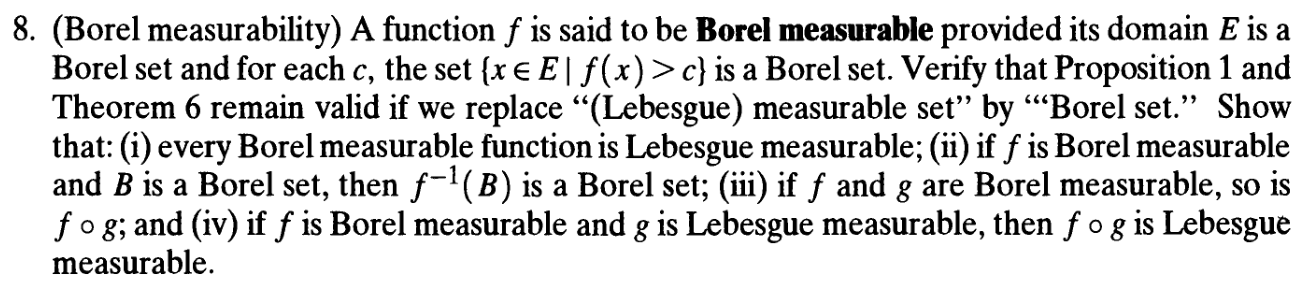 8. (Borel measurability) A function f is said to be Borel measurable provided its domain E is a
Borel set and for each c, the set {x ∈ E | f(x) > c} is a Borel set. Verify that Proposition 1 and
Theorem 6 remain valid if we replace “(Lebesgue) measurable set” by “‘Borel set.” Show
that: (i) every Borel measurable function is Lebesgue measurable; (ii) if f is Borel measurable
and B is a Borel set, then f⁻¹(B) is a Borel set; (iii) if f and g are Borel measurable, so is
f ∘ g; and (iv) if f is Borel measurable and g is Lebesgue measurable, then f ∘ g is Lebesgue
measurable.